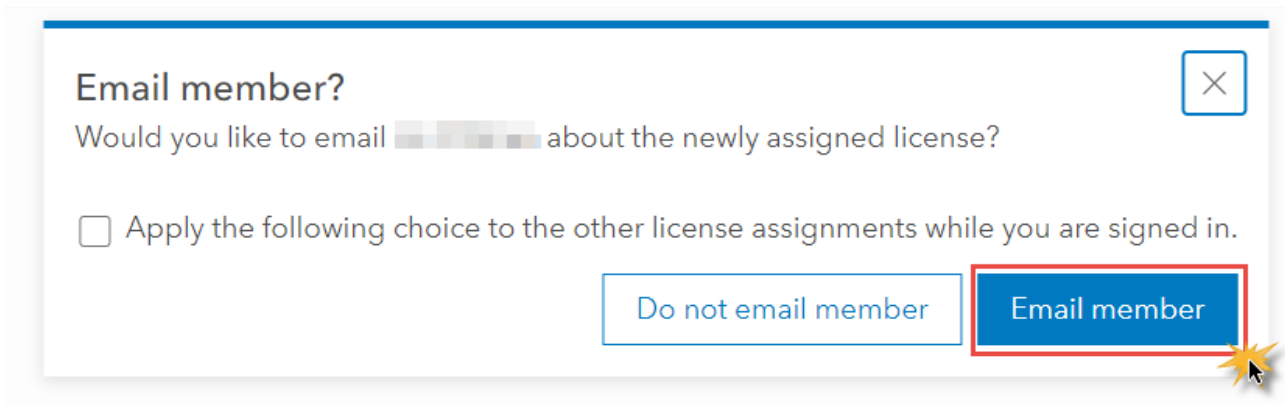 Email member?
Would you like to email about the newly assigned license?
Apply the following choice to the other license assignments while you are signed in.
Do not email member
Email member